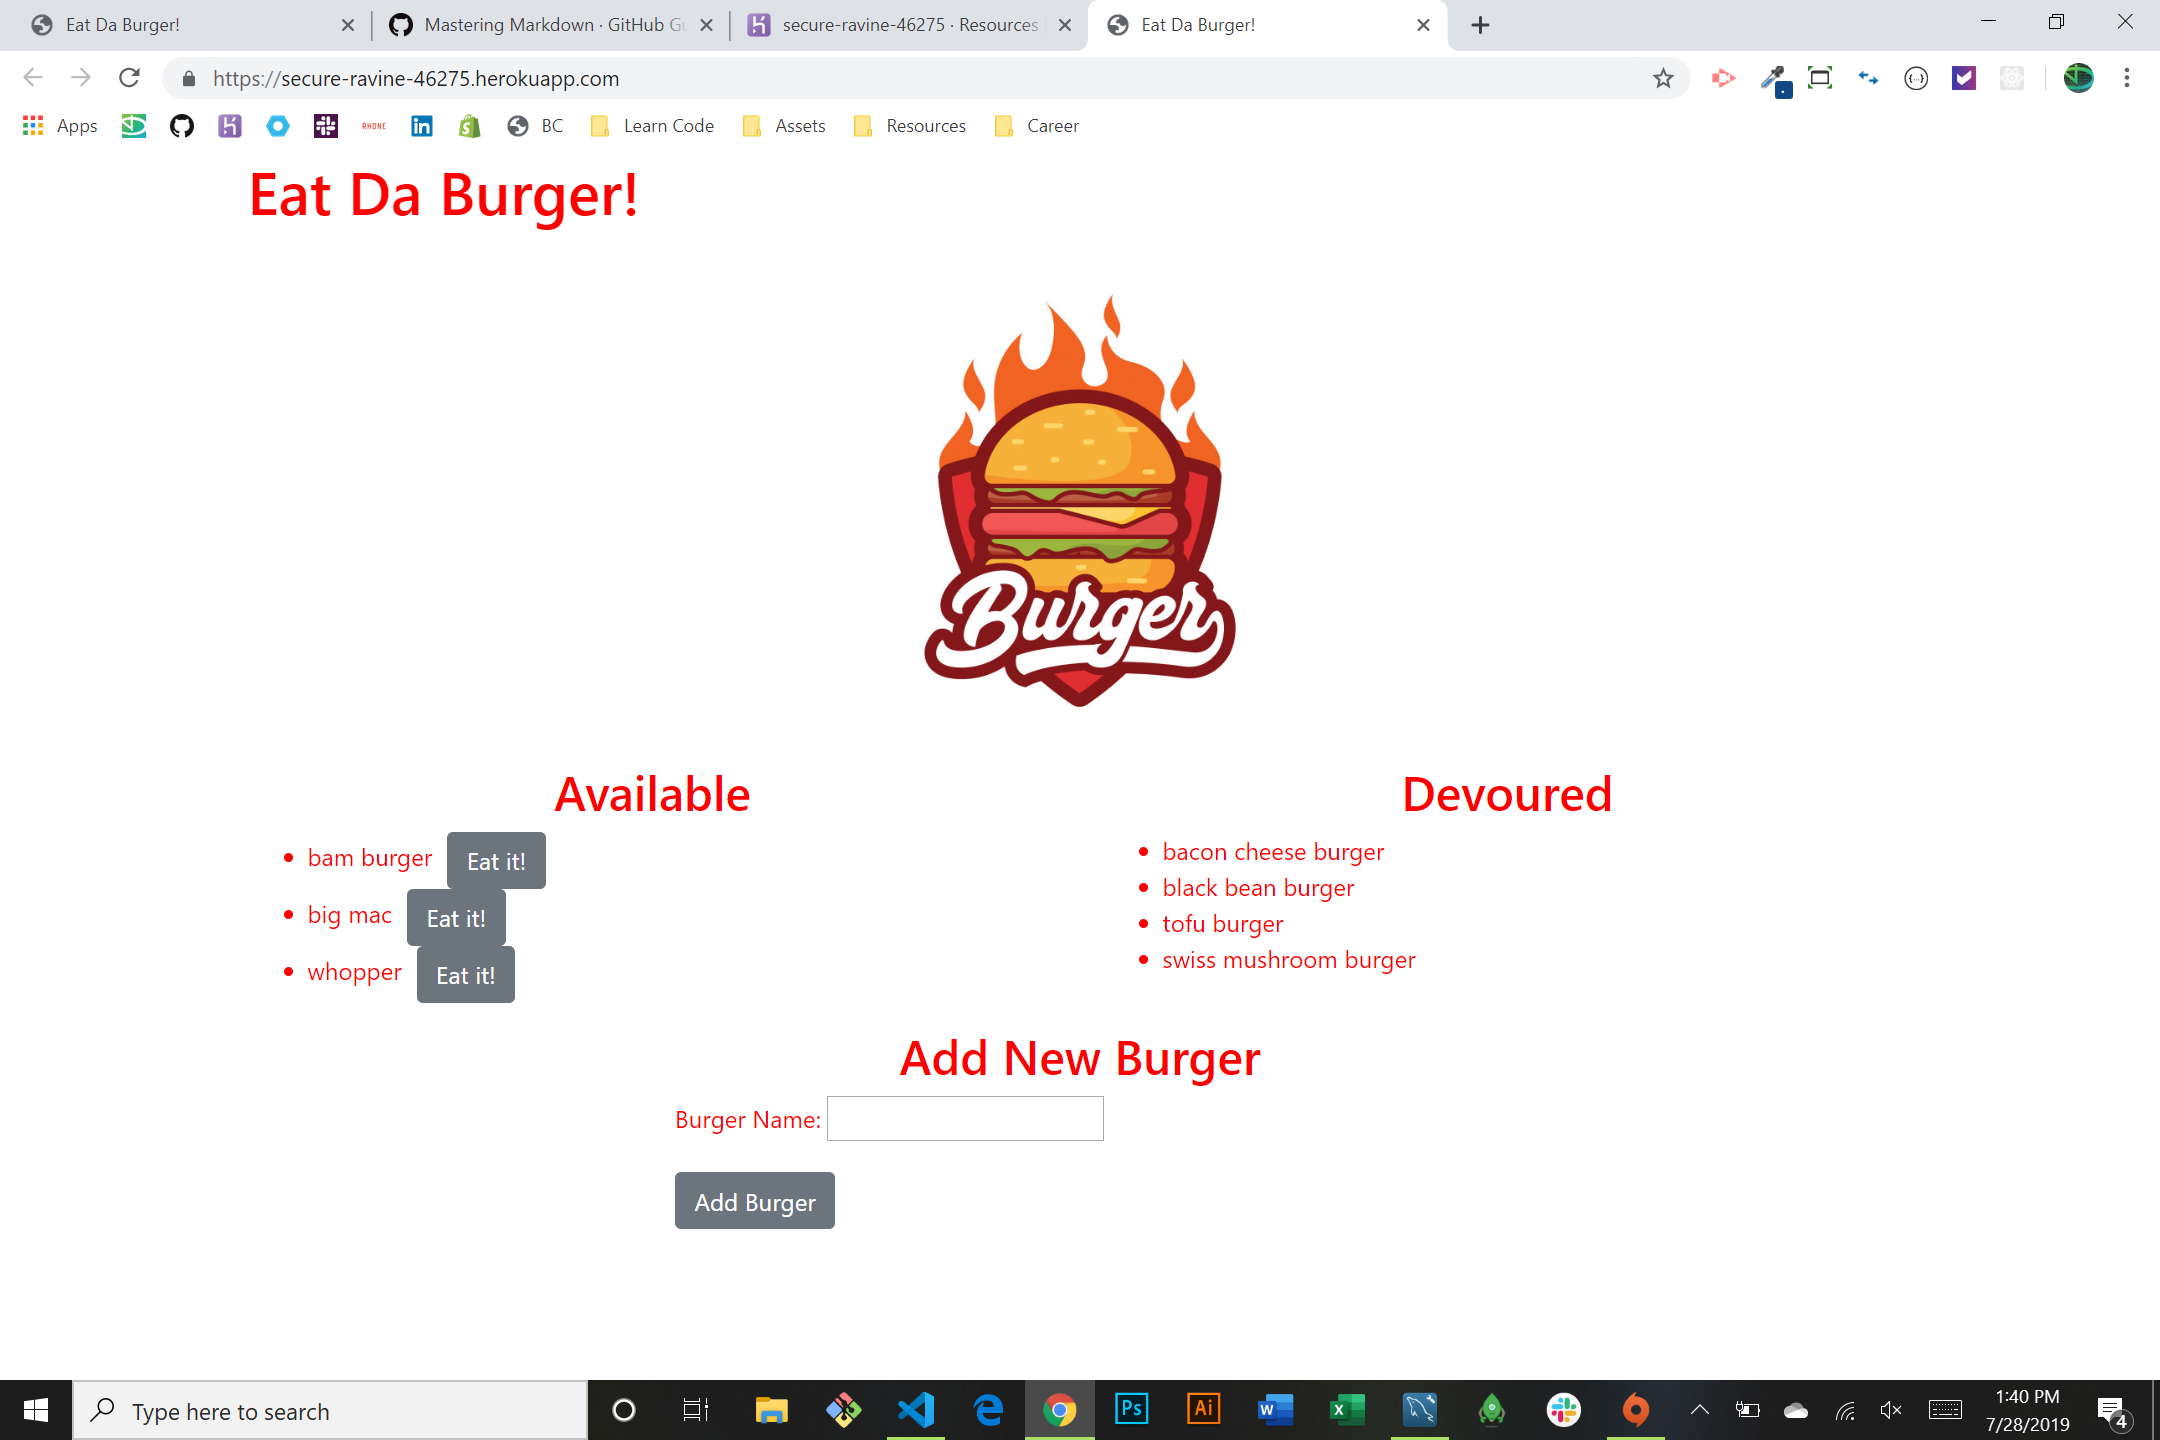 Eat Da Burger!
Mastering Markdown · GitHub Gu
secure-ravine-46275 · Resources
Eat Da Burger!
https://secure-ravine-46275.herokuapp.com
Apps
RHONE
BC
Learn Code
Assets
Resources
Career
Eat Da Burger!
Burger
Available
Devoured
bam burger Eat it!
big mac Eat it!
whopper Eat it!
bacon cheese burger
black bean burger
tofu burger
swiss mushroom burger
Add New Burger
Burger Name:
Add Burger
Type here to search
Ps
Ai
1:40 PM
7/28/2019
4